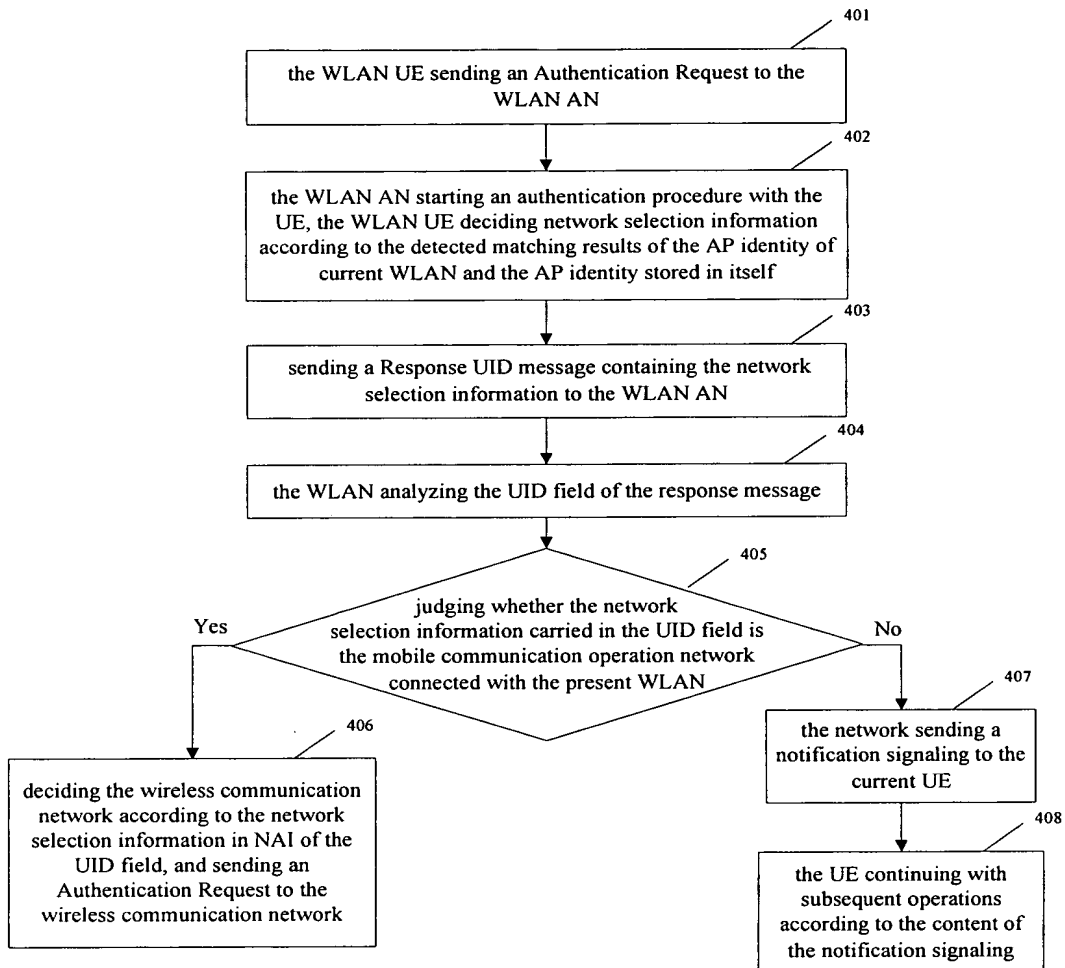 401
the WLAN UE sending an Authentication Request to the
WLAN AN
402
the WLAN AN starting an authentication procedure with the
UE, the WLAN UE deciding network selection information
according to the detected matching results of the AP identity of
current WLAN and the AP identity stored in itself
403
sending a Response UID message containing the network
selection information to the WLAN AN
404
the WLAN analyzing the UID field of the response message
405
judging whether the network
selection information carried in the UID field is
the mobile communication operation network
connected with the present WLAN
Yes
No
406
deciding the wireless communication
network according to the network
selection information in NAI of the
UID field, and sending an
Authentication Request to the
wireless communication network
407
the network sending a
notification signaling to the
current UE
408
the UE continuing with
subsequent operations
according to the content of
the notification signaling